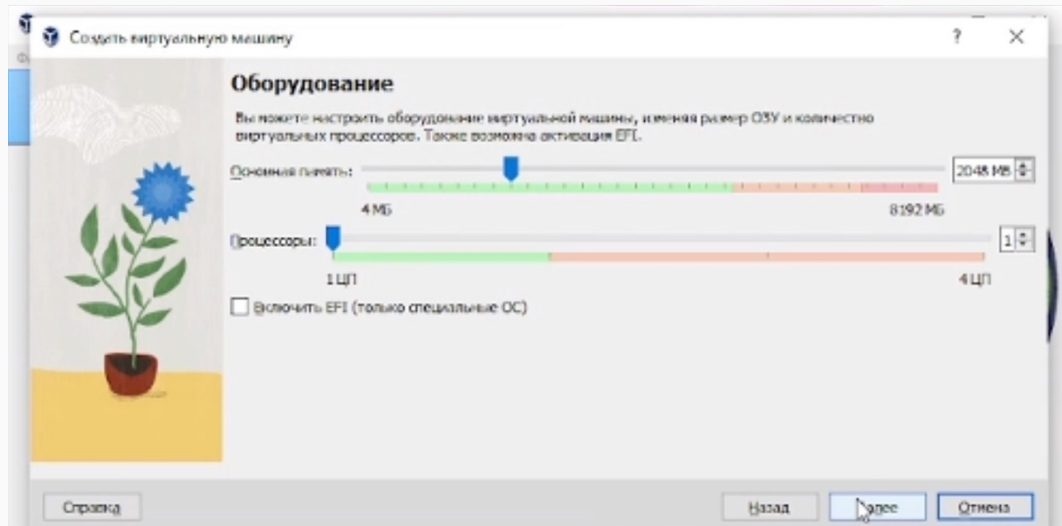 Создать виртуальную машину
?
Оборудование
Вы можете настроить оборудование виртуальной машины, изменяя размер ОЗУ и количество
виртуальных процессоров. Также возможна активация EFI.
Основная память:
2048 МБ
4 МБ
8192 МБ
Процессоры:
1
1 ЦП
4 ЦП
Включить EFI (только специальные ОС)
Справка
Назад
Далее
Отмена